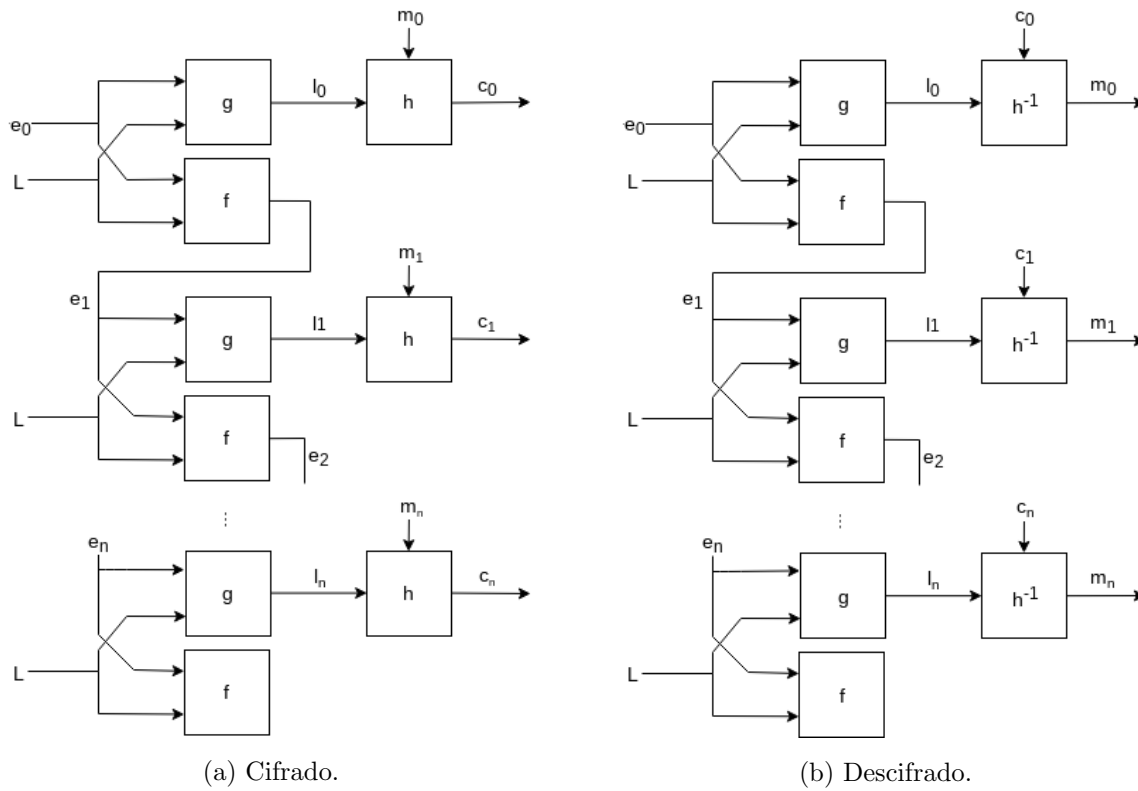 m0
g
l0
h
c0
e0
L
f
m1
e1
g
l1
h
c1
L
f
e2
⋮
mn
en
g
ln
h
cn
L
f
(a) Cifrado.
c0
g
l0
h-1
m0
e0
L
f
c1
e1
g
l1
h-1
m1
L
f
e2
⋮
cn
en
g
ln
h-1
mn
L
f
(b) Descifrado.